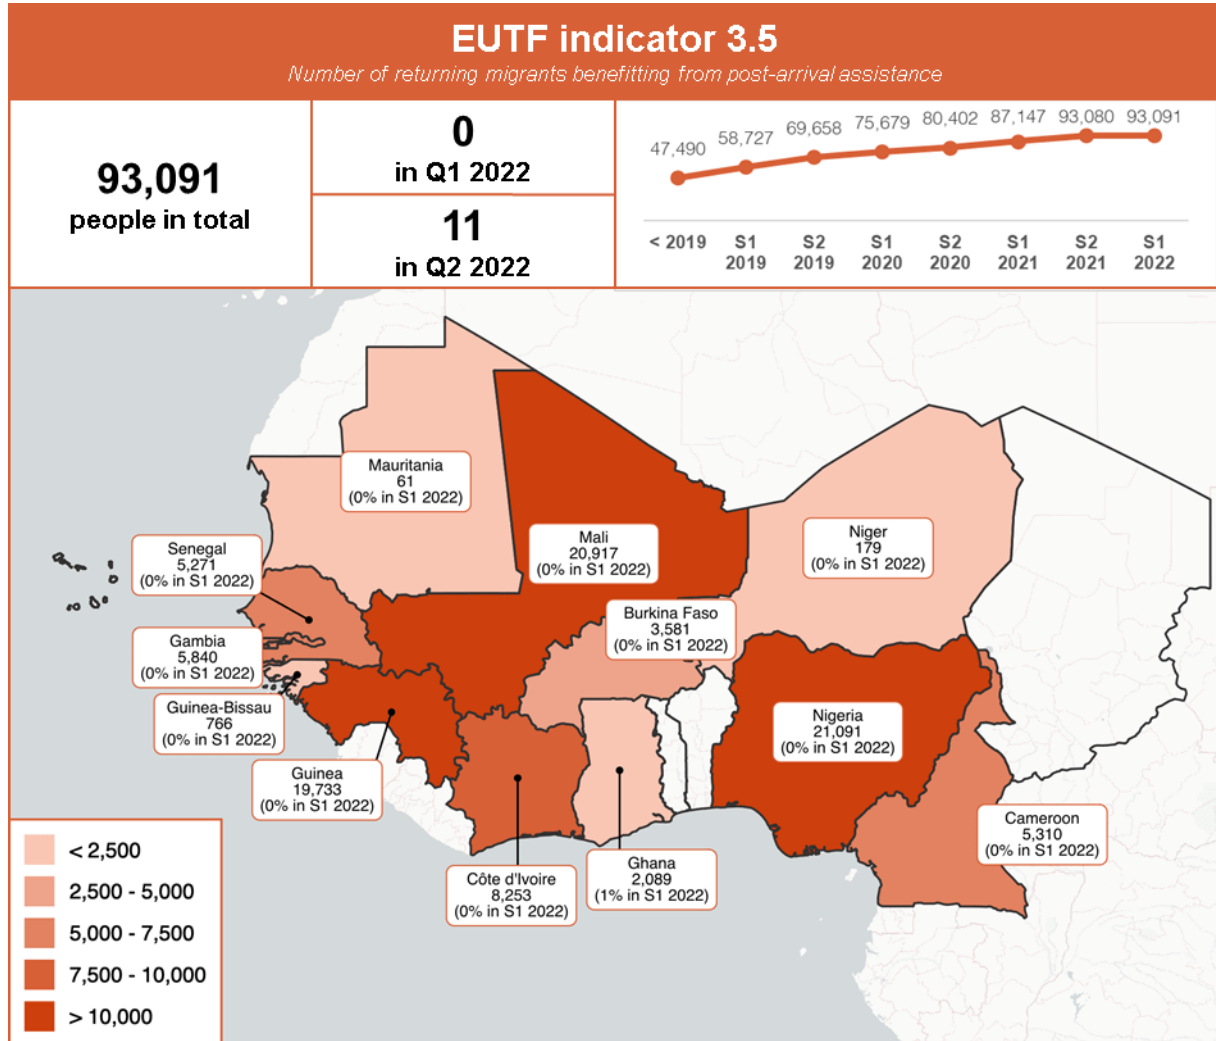 EUTF indicator 3.5
Number of returning migrants benefitting from post-arrival assistance
93,091
people in total
0
in Q1 2022
11
in Q2 2022
47,490
58,727
69,658
75,679
80,402
87,147
93,080
93,091
< 2019
S1
2019
S2
2019
S1
2020
S2
2020
S1
2021
S2
2021
S1
2022
Mauritania
61
(0% in S1 2022)
Mali
20,917
(0% in S1 2022)
Niger
179
(0% in S1 2022)
Senegal
5,271
(0% in S1 2022)
Burkina Faso
3,581
(0% in S1 2022)
Gambia
5,840
(0% in S1 2022)
Guinea-Bissau
766
(0% in S1 2022)
Nigeria
21,091
(0% in S1 2022)
Guinea
19,733
(0% in S1 2022)
Cameroon
5,310
(0% in S1 2022)
Côte d'Ivoire
8,253
(0% in S1 2022)
Ghana
2,089
(1% in S1 2022)
< 2,500
2,500 - 5,000
5,000 - 7,500
7,500 - 10,000
> 10,000